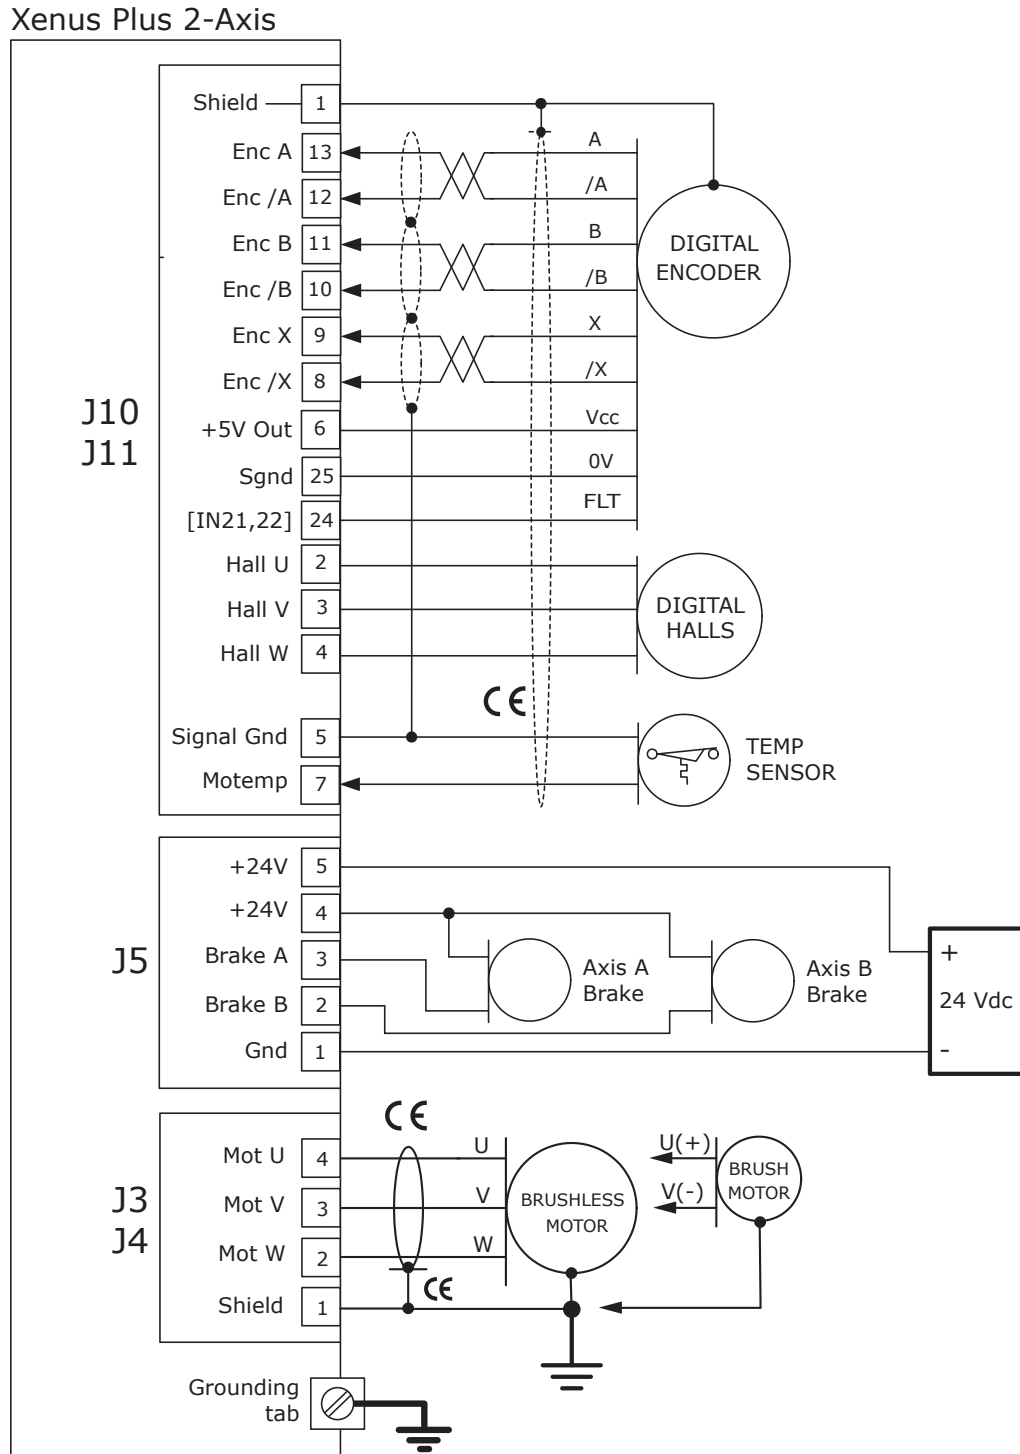 Xenus Plus 2-Axis
J10
J11
Shield 1
Enc A 13 A
Enc /A 12 /A
Enc B 11 B
Enc /B 10 /B
Enc X 9 X
Enc /X 8 /X
+5V Out 6 Vcc
Sgnd 25 0V
[IN21,22] 24 FLT
DIGITAL
ENCODER
Hall U 2
Hall V 3
Hall W 4
DIGITAL
HALLS
CE
Signal Gnd 5
Motemp 7
TEMP
SENSOR
J5
+24V 5
+24V 4
Brake A 3
Brake B 2
Gnd 1
Axis A
Brake
Axis B
Brake
+
24 Vdc
-
J3
J4
CE
Mot U 4 U
Mot V 3 V
Mot W 2 W
Shield 1
CE
BRUSHLESS
MOTOR
U(+)
V(-)
BRUSH
MOTOR
Grounding
tab